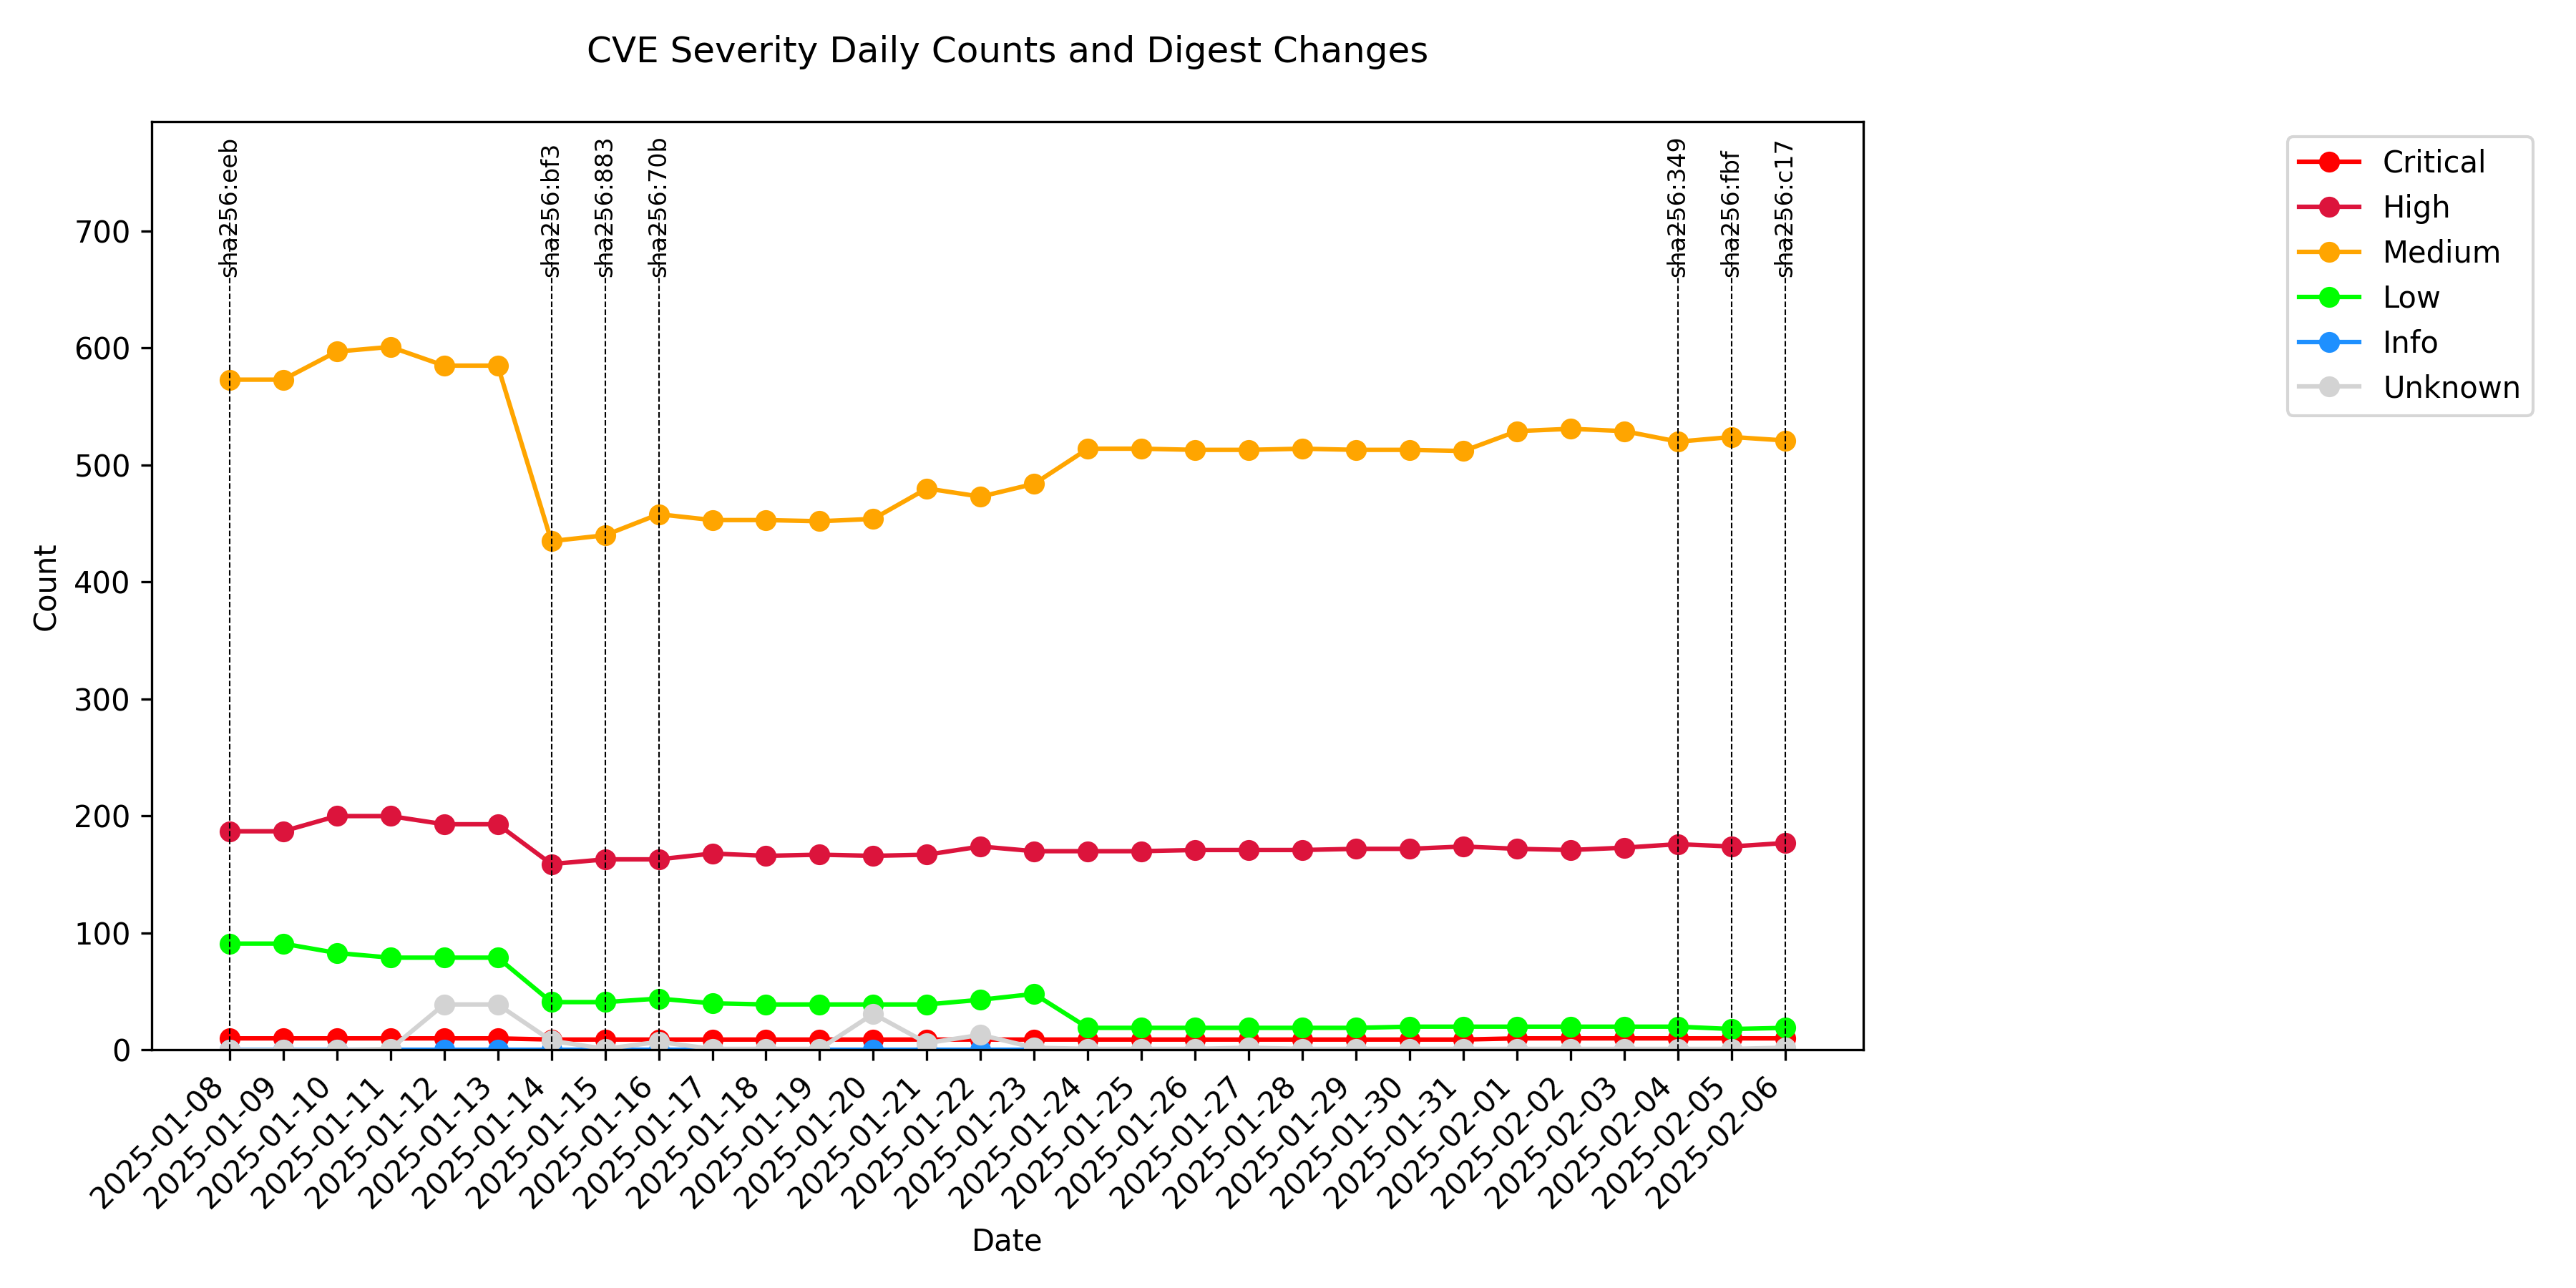 CVE Severity Daily Counts and Digest Changes
sha256:eeb
sha256:bf3
sha256:883
sha256:70b
sha256:349
sha256:fbf
sha256:c17
Critical
High
Medium
Low
Info
Unknown
Count
700
600
500
400
300
200
100
0
2025-01-08
2025-01-09
2025-01-10
2025-01-11
2025-01-12
2025-01-13
2025-01-14
2025-01-15
2025-01-16
2025-01-17
2025-01-18
2025-01-19
2025-01-20
2025-01-21
2025-01-22
2025-01-23
2025-01-24
2025-01-25
2025-01-26
2025-01-27
2025-01-28
2025-01-29
2025-01-30
2025-01-31
2025-02-01
2025-02-02
2025-02-03
2025-02-04
2025-02-05
2025-02-06
Date